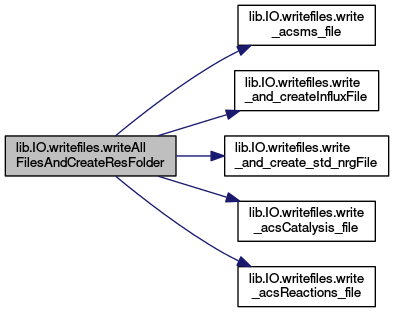 lib.IO.writefiles.write
_acsms_file
lib.IO.writefiles.write
_and_createInfluxFile
lib.IO.writefiles.writeAll
FilesAndCreateResFolder
lib.IO.writefiles.write
_and_create_std_nrgFile
lib.IO.writefiles.write
_acsCatalysis_file
lib.IO.writefiles.write
_acsReactions_file